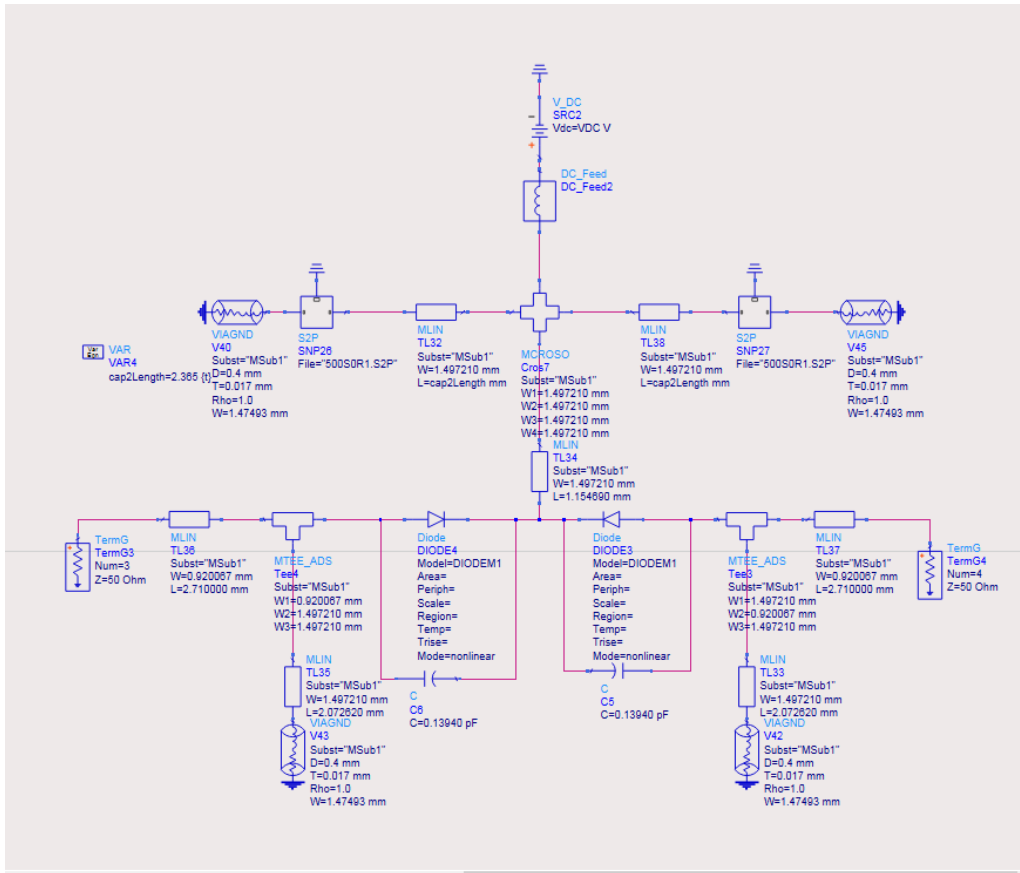 V_DC
SRC2
Vdc=VDC V
DC_Feed
DC_Feed2
VAR
VAR4
cap2Length=2.365 {t}
VIAGND
V40
Subst="MSub1"
D=0.4 mm
T=0.017 mm
Rho=1.0
W=1.47493 mm
S2P
SNP26
File="500S0R1.S2P"
MLIN
TL32
Subst="MSub1"
W=1.497210 mm
L=cap2Length mm
MCROSO
Cros7
Subst="MSub1"
W1=1.497210 mm
W2=1.497210 mm
W3=1.497210 mm
W4=1.497210 mm
MLIN
TL38
Subst="MSub1"
W=1.497210 mm
L=cap2Length mm
S2P
SNP27
File="500S0R1.S2P"
VIAGND
V45
Subst="MSub1"
D=0.4 mm
T=0.017 mm
Rho=1.0
W=1.47493 mm
MLIN
TL34
Subst="MSub1"
W=1.497210 mm
L=1.154690 mm
TermG
TermG3
Num=3
Z=50 Ohm
MLIN
TL36
Subst="MSub1"
W=0.920067 mm
L=2.710000 mm
MTEE_ADS
Tee4
Subst="MSub1"
W1=0.920067 mm
W2=1.497210 mm
W3=1.497210 mm
Diode
DIODE4
Model=DIODEM1
Area=
Periph=
Scale=
Region=
Temp=
Trise=
Mode=nonlinear
Diode
DIODE3
Model=DIODEM1
Area=
Periph=
Scale=
Region=
Temp=
Trise=
Mode=nonlinear
MTEE_ADS
Tee3
Subst="MSub1"
W1=1.497210 mm
W2=0.920067 mm
W3=1.497210 mm
MLIN
TL37
Subst="MSub1"
W=0.920067 mm
L=2.710000 mm
TermG
TermG4
Num=4
Z=50 Ohm
MLIN
TL35
Subst="MSub1"
W=1.497210 mm
L=2.072620 mm
VIAGND
V43
Subst="MSub1"
D=0.4 mm
T=0.017 mm
Rho=1.0
W=1.47493 mm
C
C6
C=0.13940 pF
C
C5
C=0.13940 pF
MLIN
TL33
Subst="MSub1"
W=1.497210 mm
L=2.072620 mm
VIAGND
V42
Subst="MSub1"
D=0.4 mm
T=0.017 mm
Rho=1.0
W=1.47493 mm